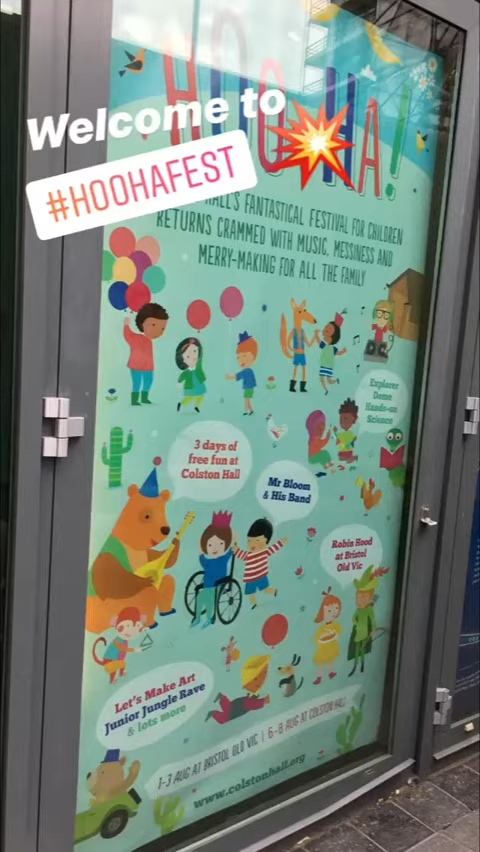 HOO HA!
Welcome to
#HOOHAFEST
HALL'S FANTASTICAL FESTIVAL FOR CHILDREN
RETURNS CRAMMED WITH MUSIC, MESSINESS AND
MERRY-MAKING FOR ALL THE FAMILY
Explorer
Dome
Hands-on
Science
3 days of
free fun at
Colston Hall
Mr Bloom
& His Band
Robin Hood
at Bristol
Old Vic
Let's Make Art
Junior Jungle Rave
& lots more
1-3 AUG AT BRISTOL OLD VIC | 6-8 AUG AT COLSTON HALL
www.colstonhall.org